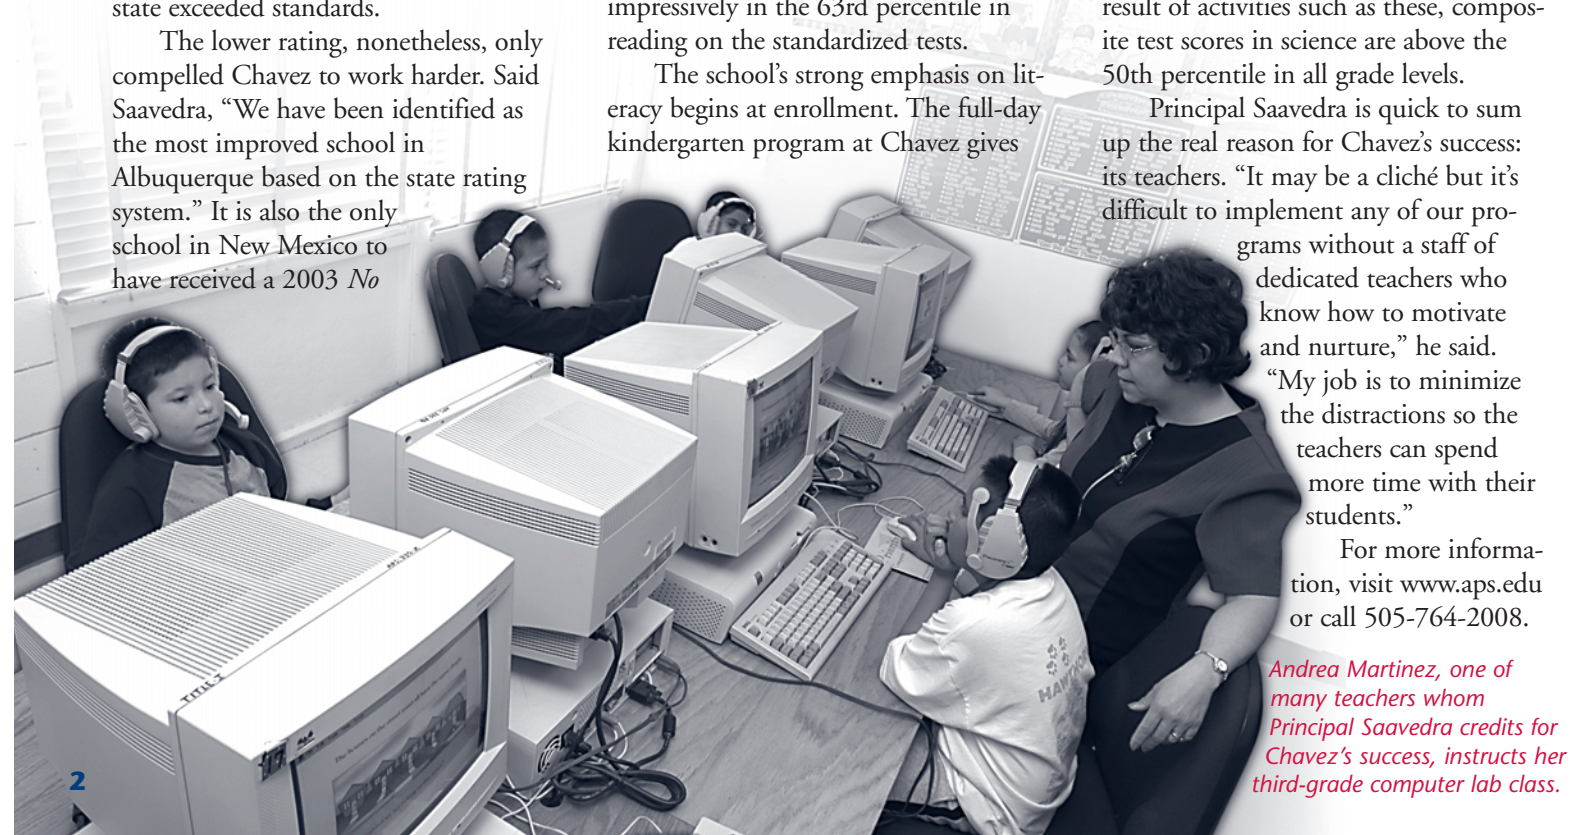 state exceeded standards.
The lower rating, nonetheless, only
compelled Chavez to work harder. Said
Saavedra, “We have been identified as
the most improved school in
Albuquerque based on the state rating
system.” It is also the only
school in New Mexico to
have received a 2003 No
impressively in the 63rd percentile in
reading on the standardized tests.
The school’s strong emphasis on lit-
eracy begins at enrollment. The full-day
kindergarten program at Chavez gives
result of activities such as these, compos-
ite test scores in science are above the
50th percentile in all grade levels.
Principal Saavedra is quick to sum
up the real reason for Chavez’s success:
its teachers. “It may be a cliché but it’s
difficult to implement any of our pro-
grams without a staff of
dedicated teachers who
know how to motivate
and nurture,” he said.
“My job is to minimize
the distractions so the
teachers can spend
more time with their
students.”
For more informa-
tion, visit www.aps.edu
or call 505-764-2008.
Andrea Martinez, one of
many teachers whom
Principal Saavedra credits for
Chavez’s success, instructs her
third-grade computer lab class.
TITLE-I
2